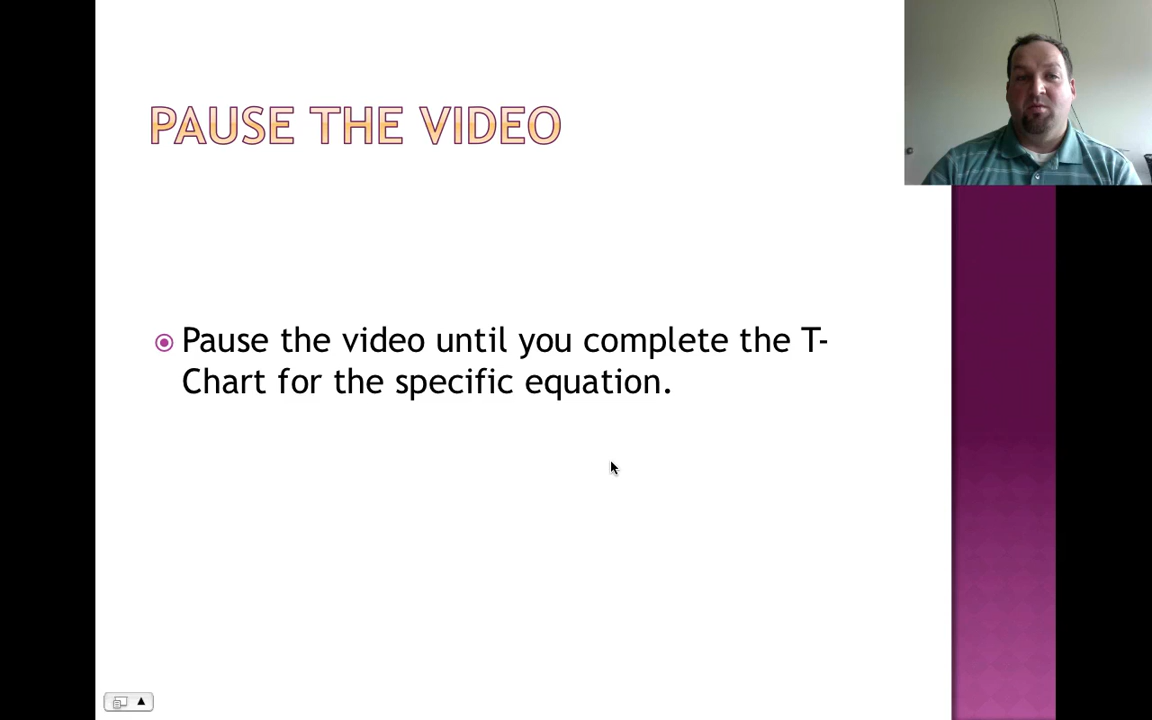 PAUSE THE VIDEO
Pause the video until you complete the T-
Chart for the specific equation.